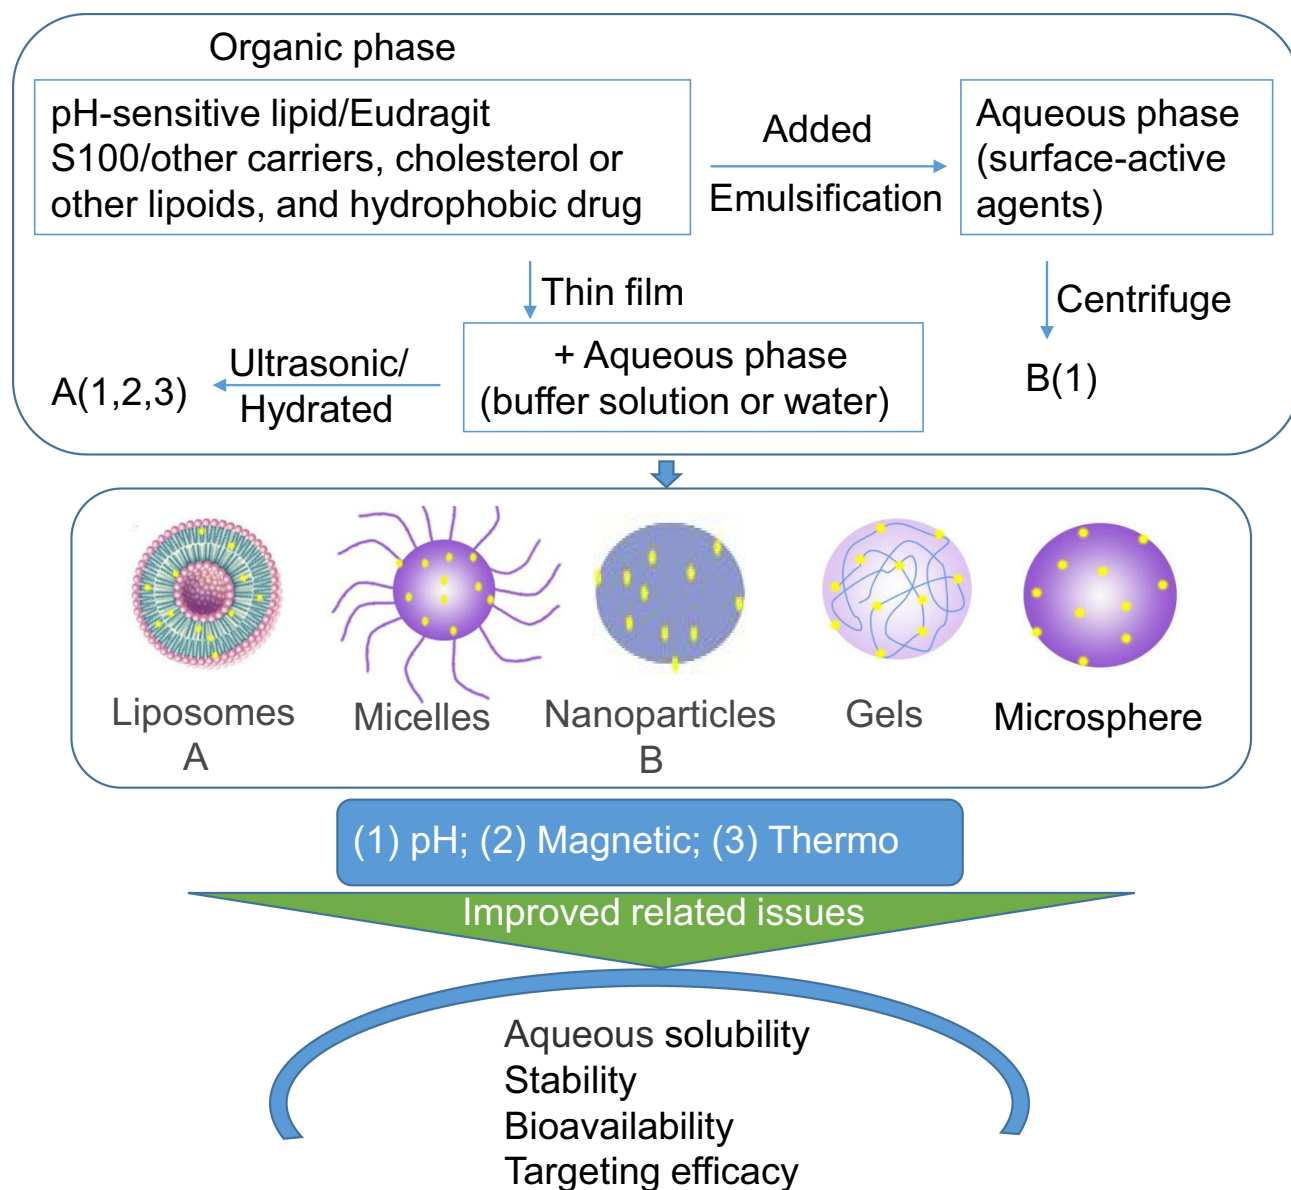 Organic phase
pH-sensitive lipid/Eudragit
S100/other carriers, cholesterol or
other lipoids, and hydrophobic drug
Added
Emulsification
Aqueous phase
(surface-active
agents)
Thin film
Centrifuge
+ Aqueous phase
(buffer solution or water)
Ultrasonic/
Hydrated
A(1,2,3)
B(1)
Liposomes
A
Micelles
Nanoparticles
B
Gels
Microsphere
(1) pH; (2) Magnetic; (3) Thermo
Improved related issues
Aqueous solubility
Stability
Bioavailability
Targeting efficacy